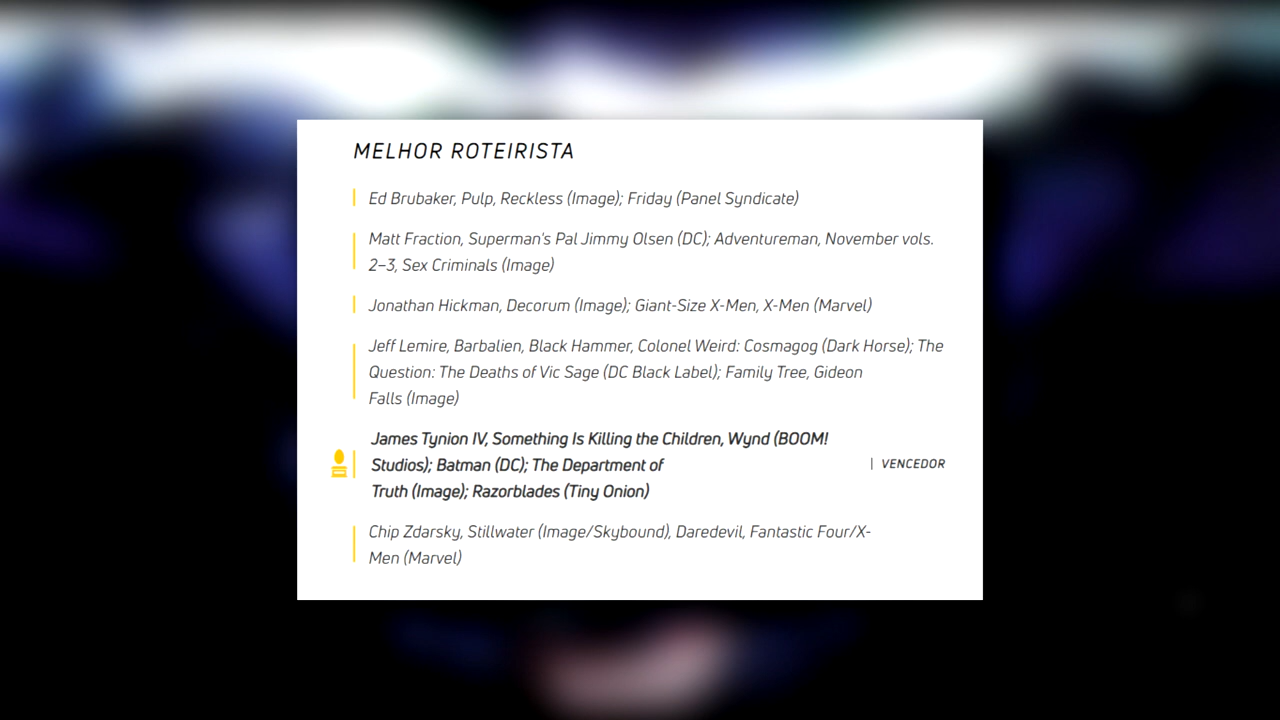 MELHOR ROTEIRISTA
Ed Brubaker, Pulp, Reckless (Image); Friday (Panel Syndicate)
Matt Fraction, Superman's Pal Jimmy Olsen (DC); Adventureman, November vols.
2–3, Sex Criminals (Image)
Jonathan Hickman, Decorum (Image); Giant-Size X-Men, X-Men (Marvel)
Jeff Lemire, Barbalien, Black Hammer, Colonel Weird: Cosmagog (Dark Horse); The
Question: The Deaths of Vic Sage (DC Black Label); Family Tree, Gideon
Falls (Image)
James Tynion IV, Something Is Killing the Children, Wynd (BOOM!
Studios); Batman (DC); The Department of
Truth (Image); Razorblades (Tiny Onion)
VENCEDOR
Chip Zdarsky, Stillwater (Image/Skybound), Daredevil, Fantastic Four/X-
Men (Marvel)